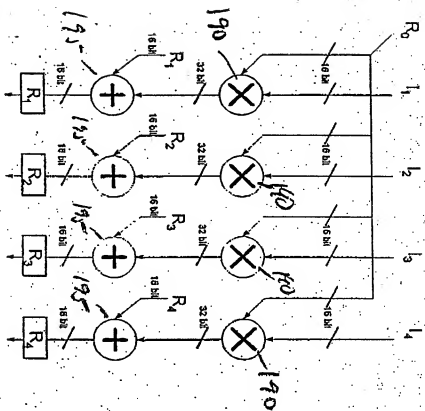 R₀
195 16 bit R₁ 190 16 bit
R₁ 16 bit + 32 bit × I₁
195 16 bit R₂
R₂ 16 bit + 32 bit × 16 bit I₂
190
195 16 bit R₃
R₃ 16 bit + 32 bit × 16 bit I₃
190
195 16 bit R₄
R₄ 16 bit + 32 bit × 16 bit I₄
190